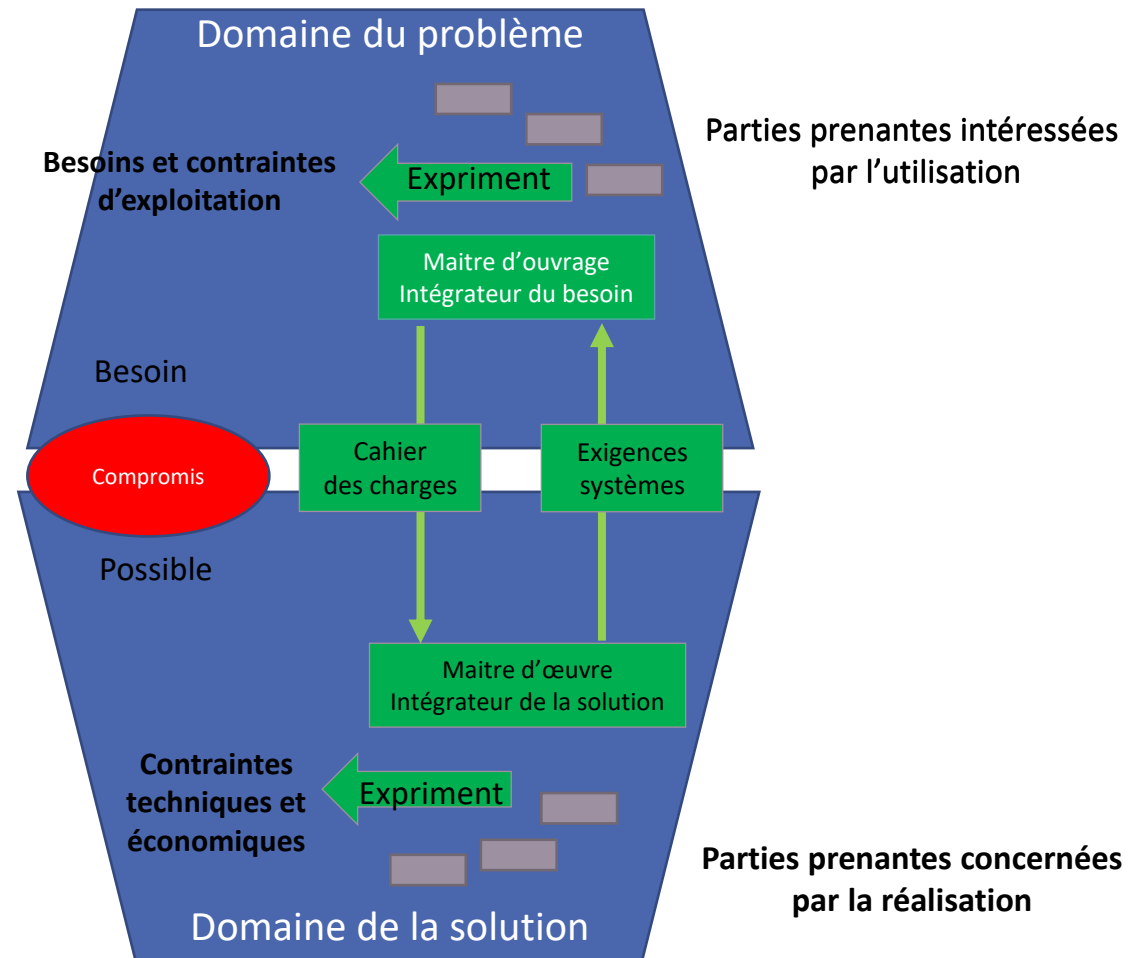 Domaine du problème
Parties prenantes intéressées
par l’utilisation
Besoins et contraintes
d’exploitation
Expriment
Maitre d’ouvrage
Intégrateur du besoin
Besoin
Compromis
Cahier
des charges
Exigences
systèmes
Possible
Maitre d’œuvre
Intégrateur de la solution
Contraintes
techniques et
économiques
Expriment
Parties prenantes concernées
par la réalisation
Domaine de la solution